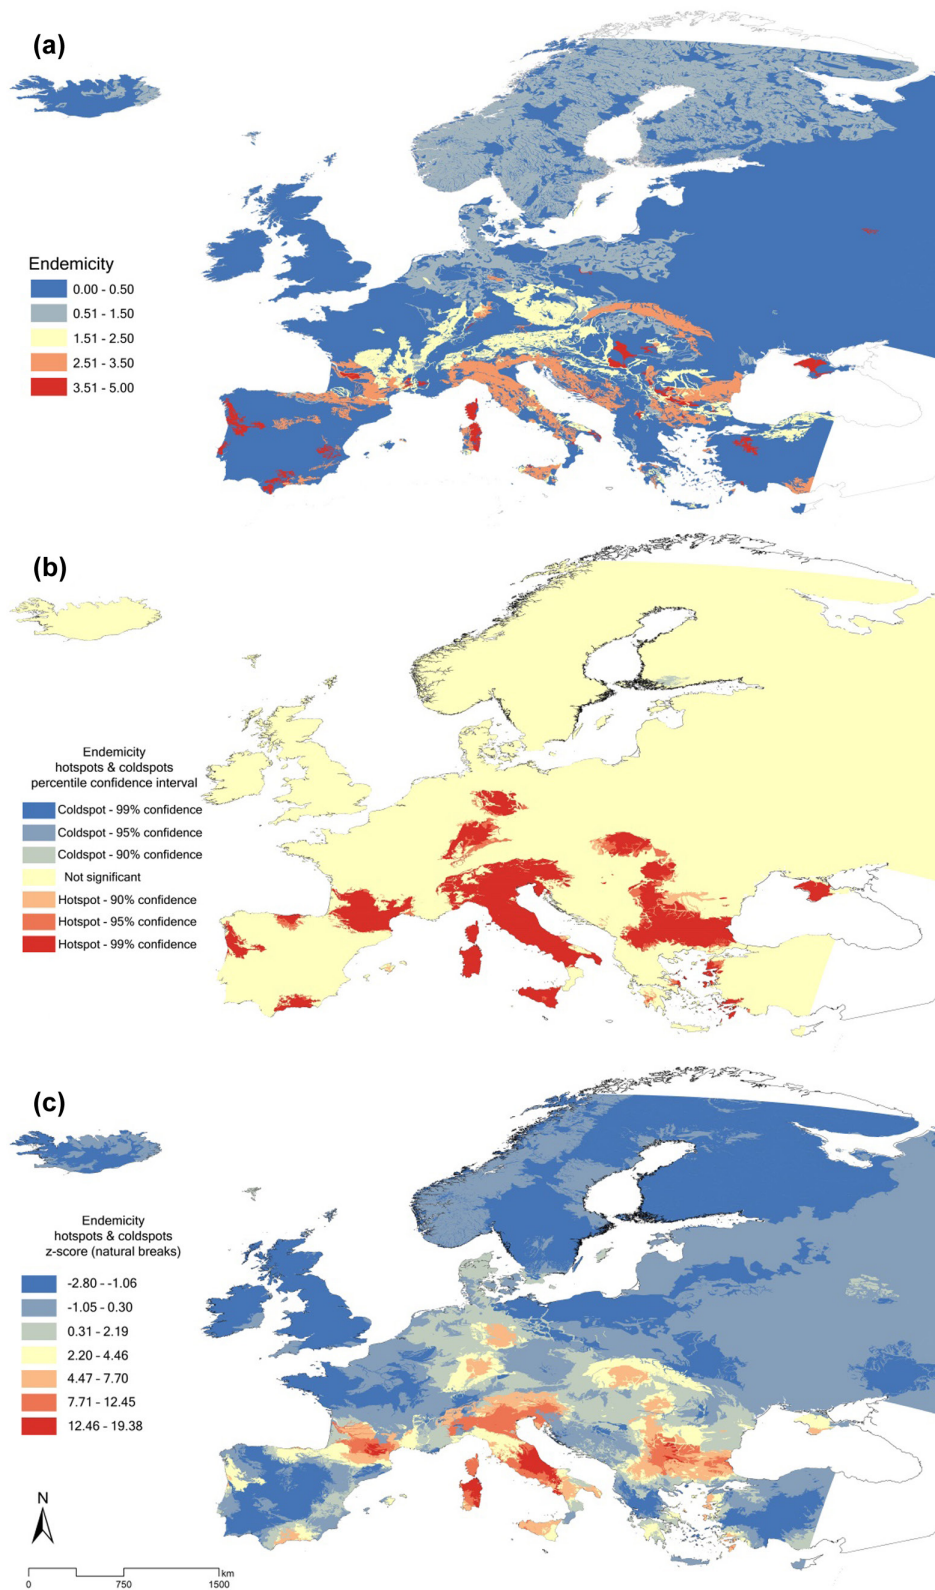 (a)
Endemicity
0.00 - 0.50
0.51 - 1.50
1.51 - 2.50
2.51 - 3.50
3.51 - 5.00
(b)
Endemicity
hotspots & coldspots
percentile confidence interval
Coldspot - 99% confidence
Coldspot - 95% confidence
Coldspot - 90% confidence
Not significant
Hotspot - 90% confidence
Hotspot - 95% confidence
Hotspot - 99% confidence
(c)
Endemicity
hotspots & coldspots
z-score (natural breaks)
-2.80 - -1.06
-1.05 - 0.30
0.31 - 2.19
2.20 - 4.46
4.47 - 7.70
7.71 - 12.45
12.46 - 19.38
N
km
0 750 1500